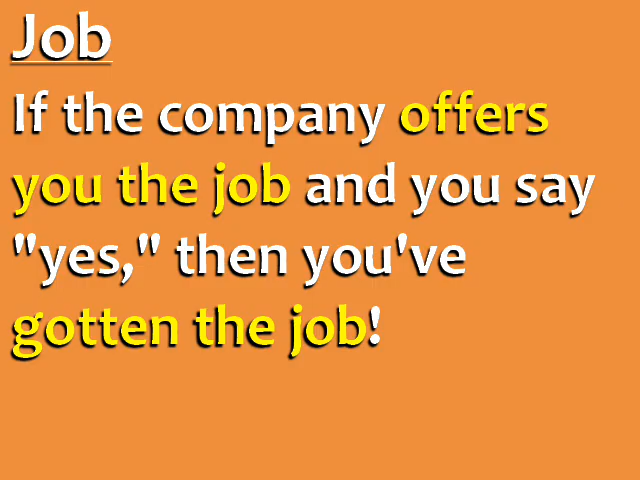 Job
If the company offers
you the job and you say
"yes," then you've
gotten the job!